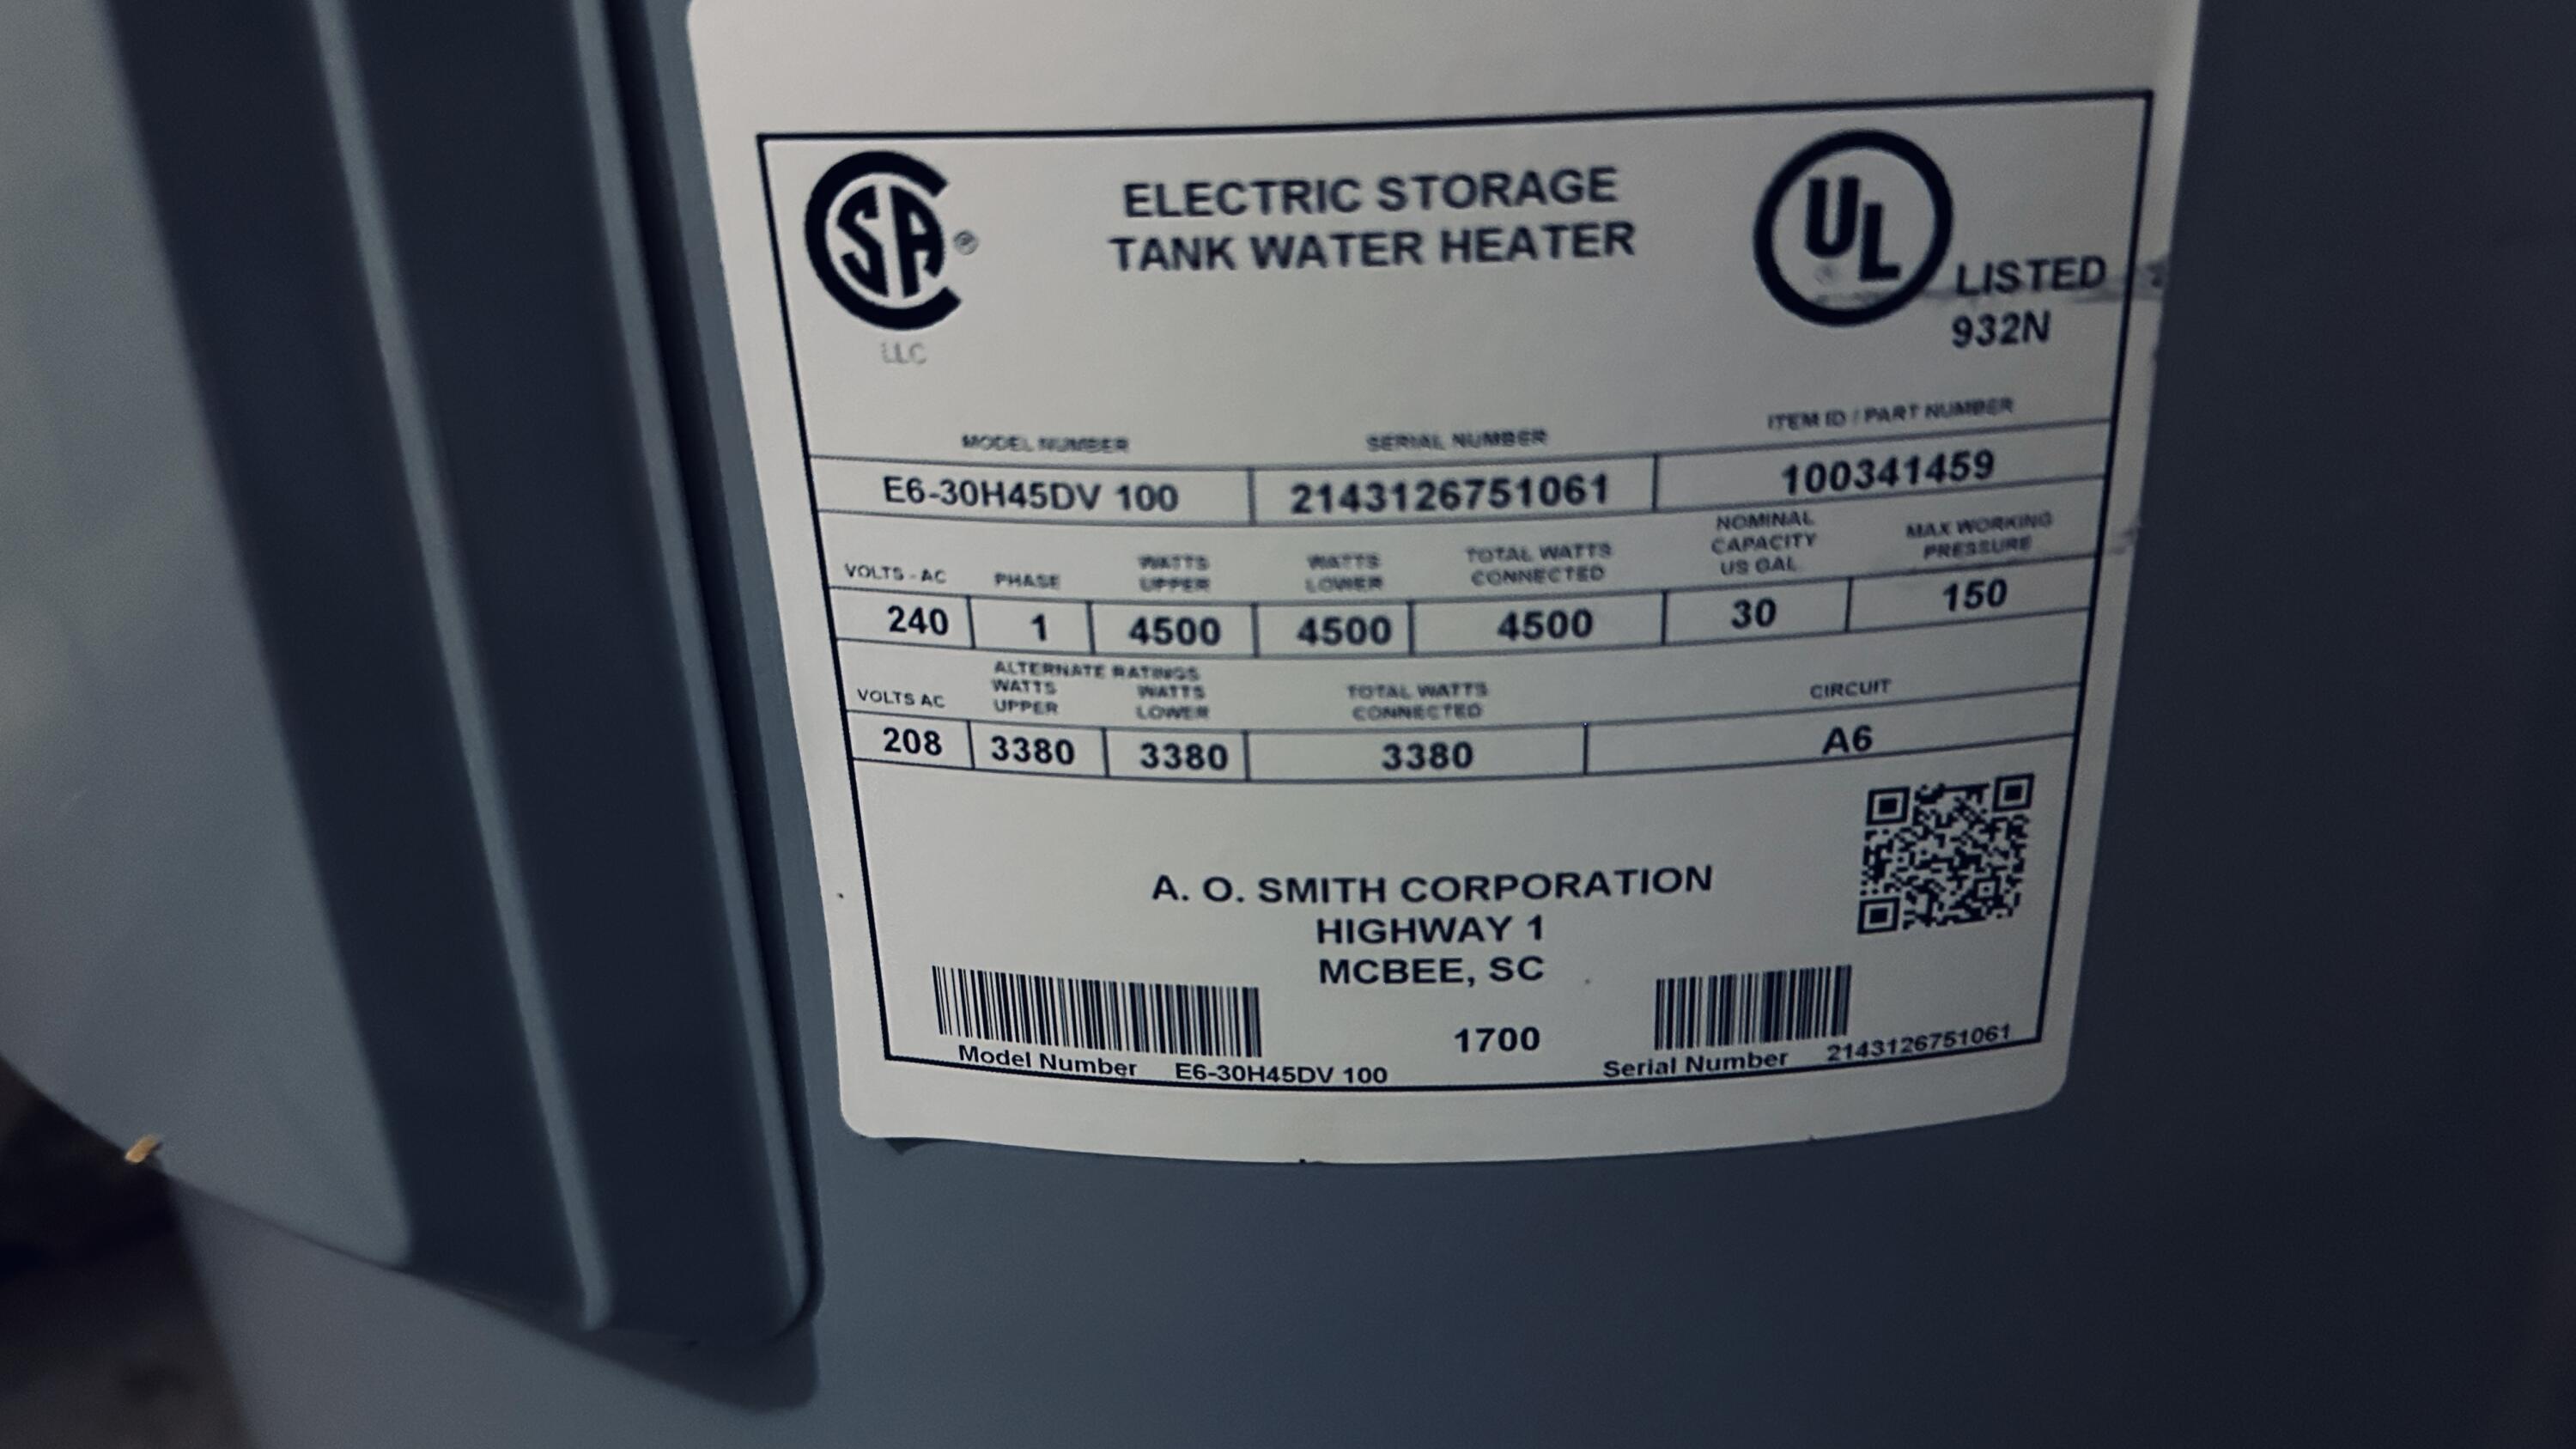 CSA ®
LLC
ELECTRIC STORAGE
TANK WATER HEATER
UL
LISTED
932N
MODEL NUMBER SERIAL NUMBER ITEM ID / PART NUMBER
E6-30H45DV 100 2143126751061 100341459
VOLTS - AC PHASE WATTS UPPER WATTS LOWER TOTAL WATTS CONNECTED NOMINAL CAPACITY US GAL MAX WORKING PRESSURE
240 1 4500 4500 4500 30 150
ALTERNATE RATINGS
VOLTS AC WATTS UPPER WATTS LOWER TOTAL WATTS CONNECTED CIRCUIT
208 3380 3380 3380 A6
A. O. SMITH CORPORATION
HIGHWAY 1
MCBEE, SC
1700
Model Number E6-30H45DV 100
Serial Number 2143126751061